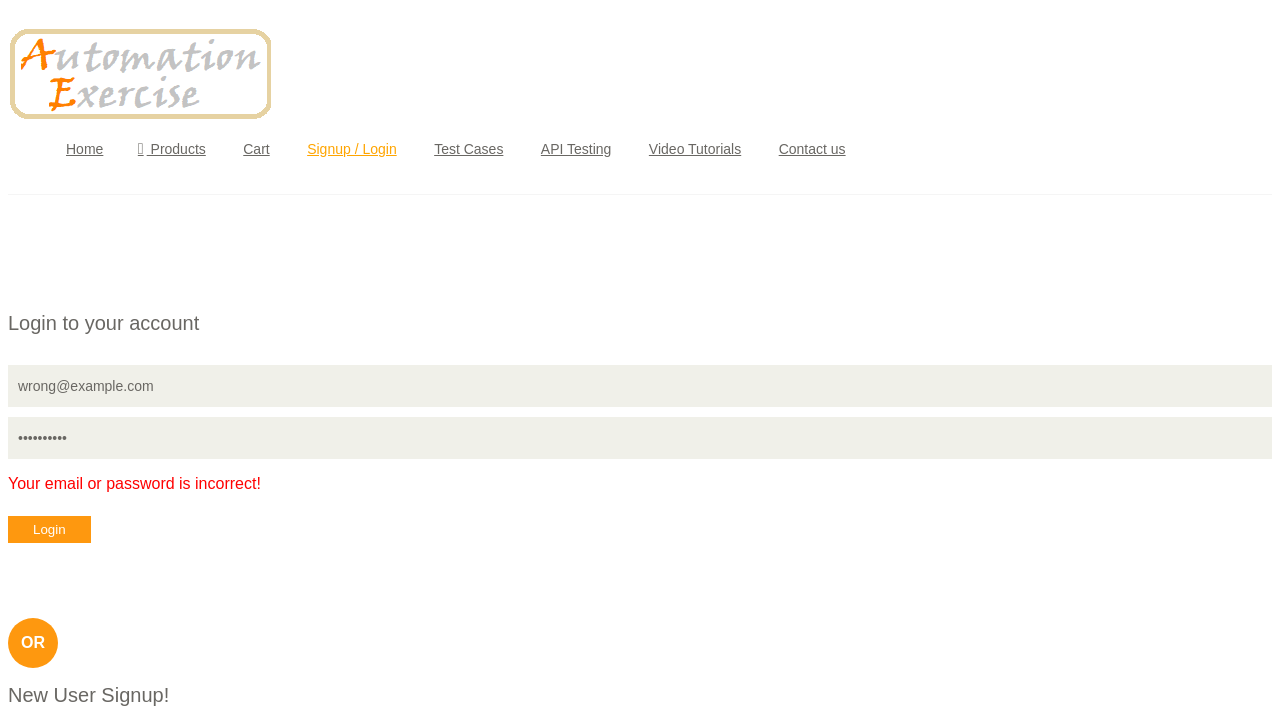 Automation
Exercise
Home Products Cart Signup / Login Test Cases API Testing Video Tutorials Contact us
Login to your account
wrong@example.com
••••••••••
Your email or password is incorrect!
Login
OR
New User Signup!